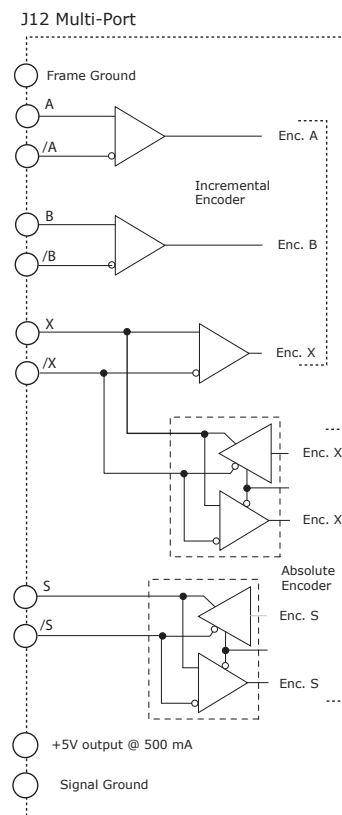 J12 Multi-Port
Frame Ground
A
/A
Enc. A
Incremental
Encoder
B
/B
Enc. B
X
/X
Enc. X
Enc. X
Enc. X
Absolute
Encoder
S
/S
Enc. S
Enc. S
+5V output @ 500 mA
Signal Ground